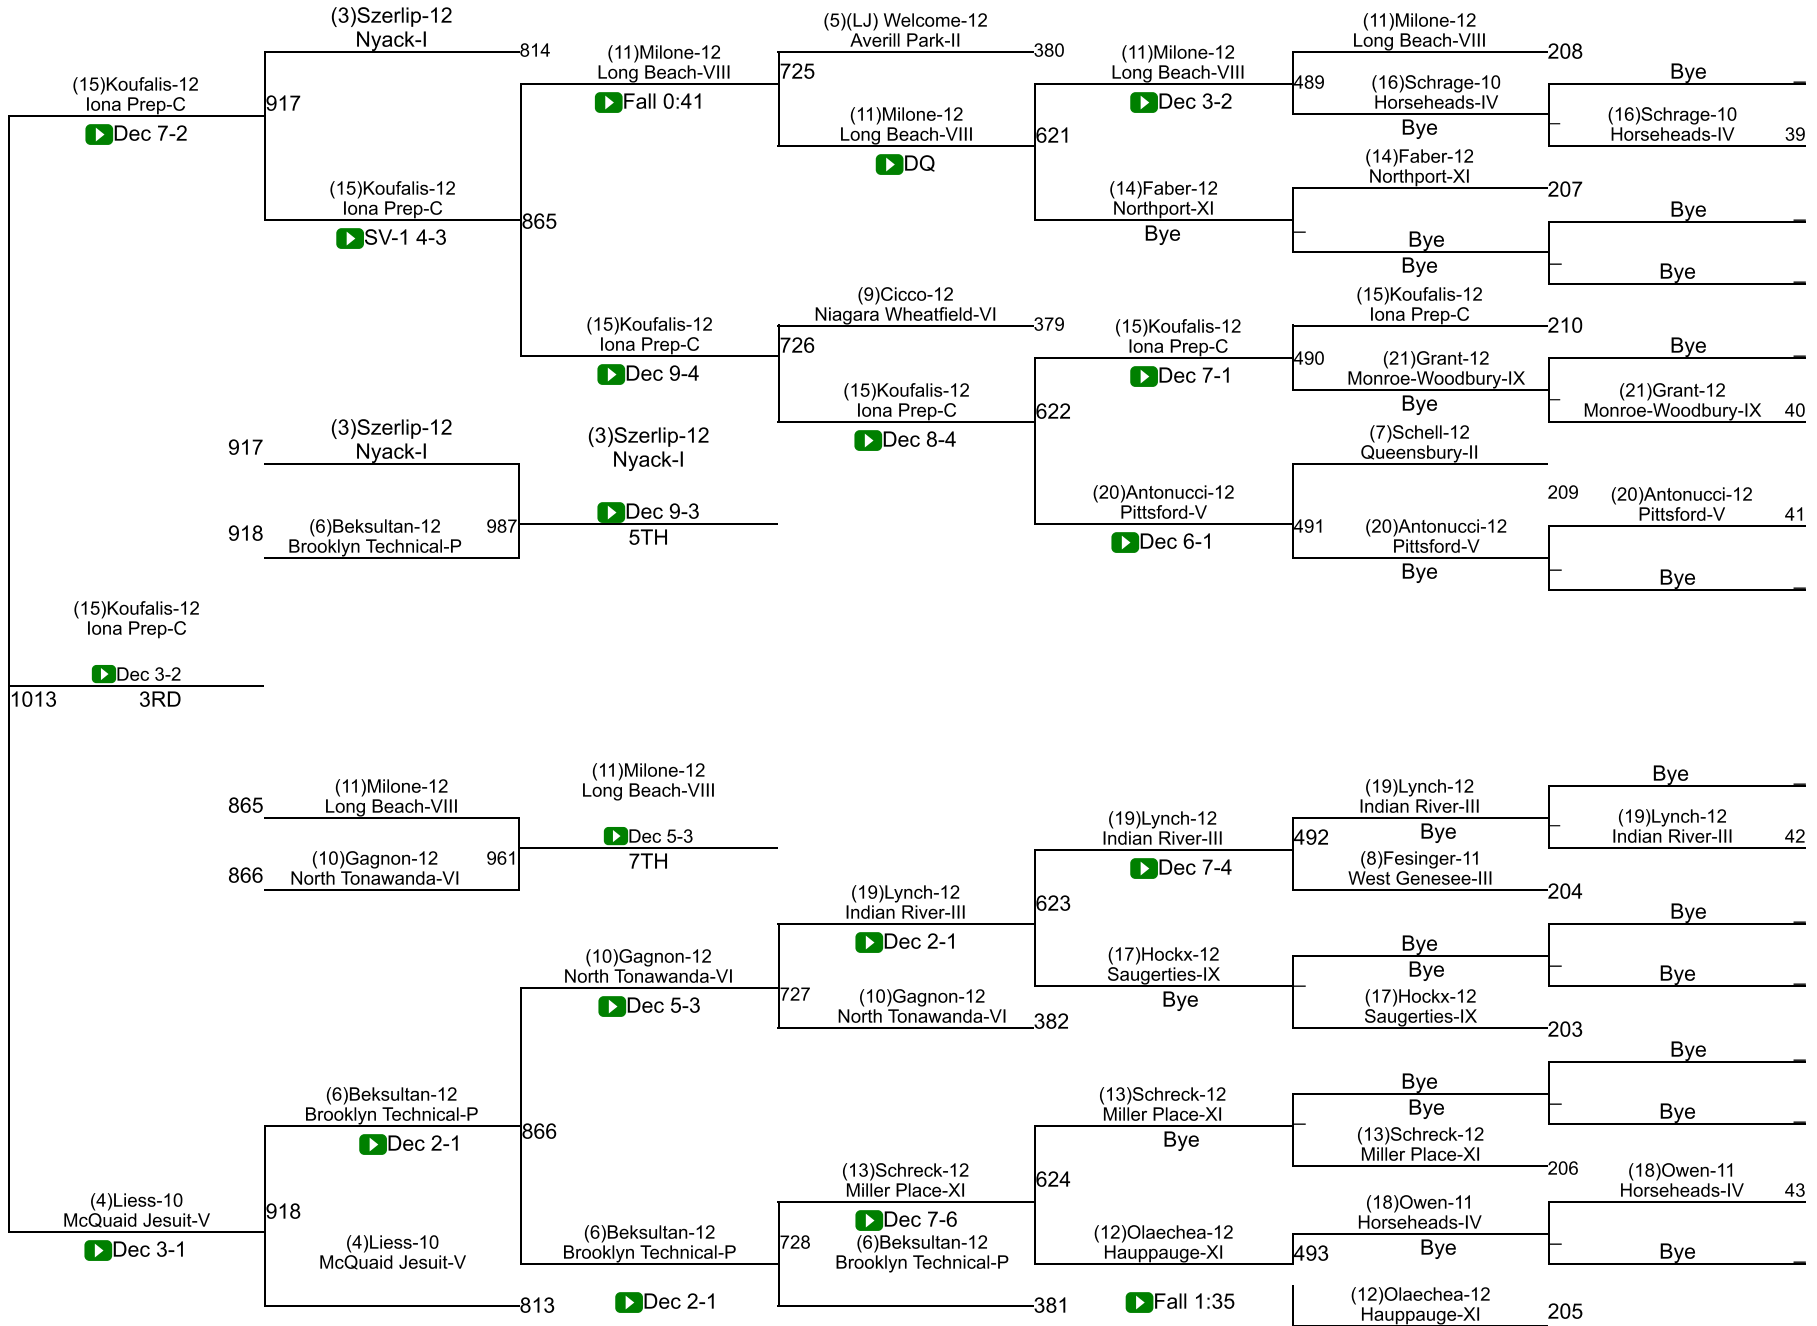 (3)Szerlip-12
Nyack-I
814
(15)Koufalis-12
Iona Prep-C
Dec 7-2
917
(15)Koufalis-12
Iona Prep-C
SV-1 4-3
(11)Milone-12
Long Beach-VIII
Fall 0:41
865
(15)Koufalis-12
Iona Prep-C
Dec 9-4
(5)(LJ) Welcome-12
Averill Park-II
380
725
(11)Milone-12
Long Beach-VIII
DQ
(9)Cicco-12
Niagara Wheatfield-VI
379
726
(15)Koufalis-12
Iona Prep-C
Dec 8-4
(11)Milone-12
Long Beach-VIII
Dec 3-2
621
(14)Faber-12
Northport-XI
Bye
(15)Koufalis-12
Iona Prep-C
Dec 7-1
622
(20)Antonucci-12
Pittsford-V
Dec 6-1
(11)Milone-12
Long Beach-VIII
208
489
(16)Schrage-10
Horseheads-IV
Bye
(14)Faber-12
Northport-XI
207
Bye
Bye
(15)Koufalis-12
Iona Prep-C
210
490
(21)Grant-12
Monroe-Woodbury-IX
Bye
(7)Schell-12
Queensbury-II
209
491
(20)Antonucci-12
Pittsford-V
Bye
Bye
(16)Schrage-10
Horseheads-IV
39
Bye
Bye
Bye
(21)Grant-12
Monroe-Woodbury-IX
40
(20)Antonucci-12
Pittsford-V
41
Bye
917
(3)Szerlip-12
Nyack-I
918
(6)Beksultan-12
Brooklyn Technical-P
987
(3)Szerlip-12
Nyack-I
Dec 9-3
5TH
(15)Koufalis-12
Iona Prep-C
Dec 3-2
1013
3RD
865
(11)Milone-12
Long Beach-VIII
866
(10)Gagnon-12
North Tonawanda-VI
961
(11)Milone-12
Long Beach-VIII
Dec 5-3
7TH
(4)Liess-10
McQuaid Jesuit-V
Dec 3-1
(6)Beksultan-12
Brooklyn Technical-P
Dec 2-1
918
(4)Liess-10
McQuaid Jesuit-V
813
(10)Gagnon-12
North Tonawanda-VI
Dec 5-3
866
(6)Beksultan-12
Brooklyn Technical-P
Dec 2-1
(19)Lynch-12
Indian River-III
Dec 2-1
727
(10)Gagnon-12
North Tonawanda-VI
382
(13)Schreck-12
Miller Place-XI
Dec 7-6
728
(6)Beksultan-12
Brooklyn Technical-P
381
(19)Lynch-12
Indian River-III
Dec 7-4
623
(17)Hockx-12
Saugerties-IX
Bye
(13)Schreck-12
Miller Place-XI
Bye
624
(12)Olaechea-12
Hauppauge-XI
Fall 1:35
(19)Lynch-12
Indian River-III
492
Bye
(8)Fesinger-11
West Genesee-III
204
Bye
Bye
(17)Hockx-12
Saugerties-IX
203
Bye
Bye
(13)Schreck-12
Miller Place-XI
206
(18)Owen-11
Horseheads-IV
493
Bye
(12)Olaechea-12
Hauppauge-XI
205
Bye
(19)Lynch-12
Indian River-III
42
Bye
Bye
Bye
Bye
(18)Owen-11
Horseheads-IV
43
Bye